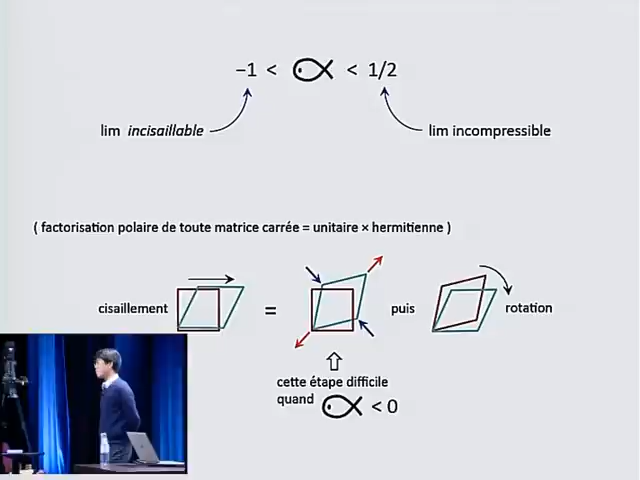 −1 < < 1/2
lim incisaillable
lim incompressible
( factorisation polaire de toute matrice carrée = unitaire × hermitienne )
cisaillement = puis rotation
cette étape difficile
quand < 0